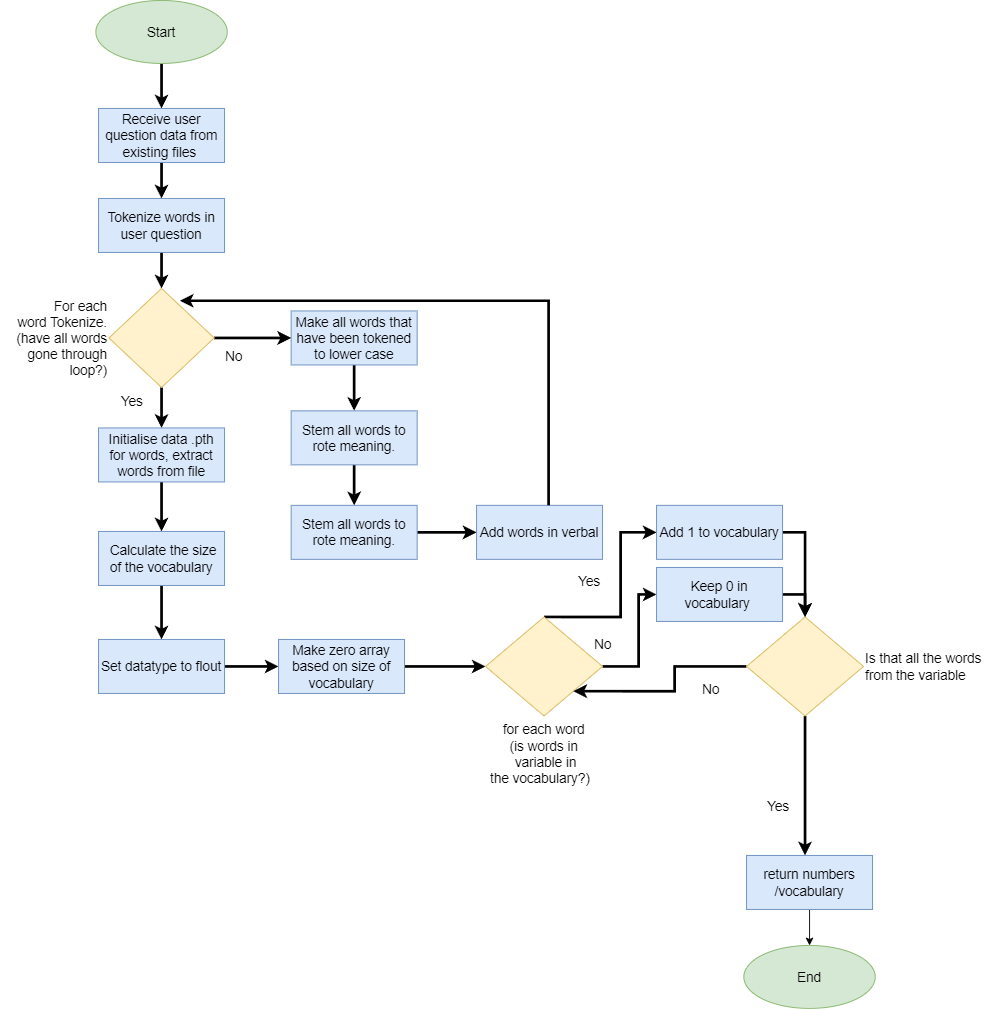 Start
Receive user
question data from
existing files
Tokenize words in
user question
For each
word Tokenize.
(have all words
gone through
loop?)
No
Make all words that
have been tokened
to lower case
Yes
Stem all words to
rote meaning.
Initialise data .pth
for words, extract
words from file
Stem all words to
rote meaning.
Add words in verbal
Add 1 to vocabulary
Calculate the size
of the vocabulary
Yes
Keep 0 in
vocabulary
No
Set datatype to flout
Make zero array
based on size of
vocabulary
Is that all the words
from the variable
No
for each word
(is words in
variable in
the vocabulary?)
Yes
return numbers
/vocabulary
End